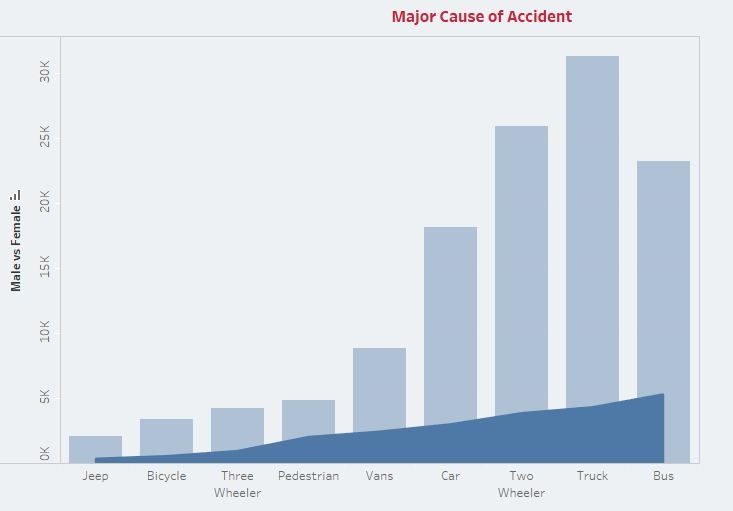 Major Cause of Accident
Male vs Female
30K
25K
20K
15K
10K
5K
0K
Jeep
Bicycle
Three
Wheeler
Pedestrian
Vans
Car
Two
Wheeler
Truck
Bus